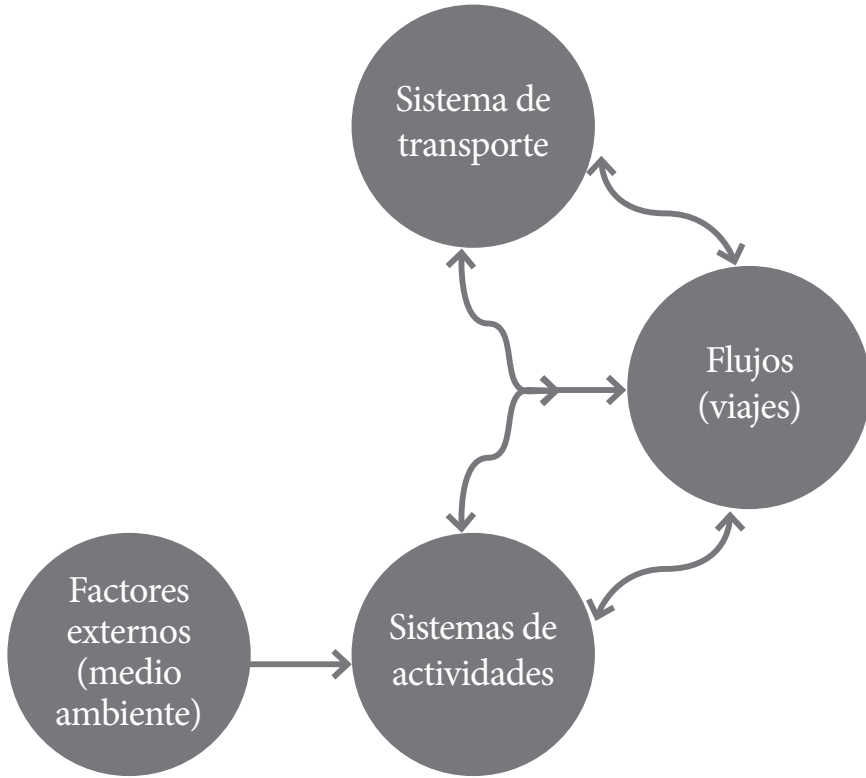 Sistema de
transporte
Flujos
(viajes)
Factores
externos
(medio
ambiente)
Sistemas de
actividades